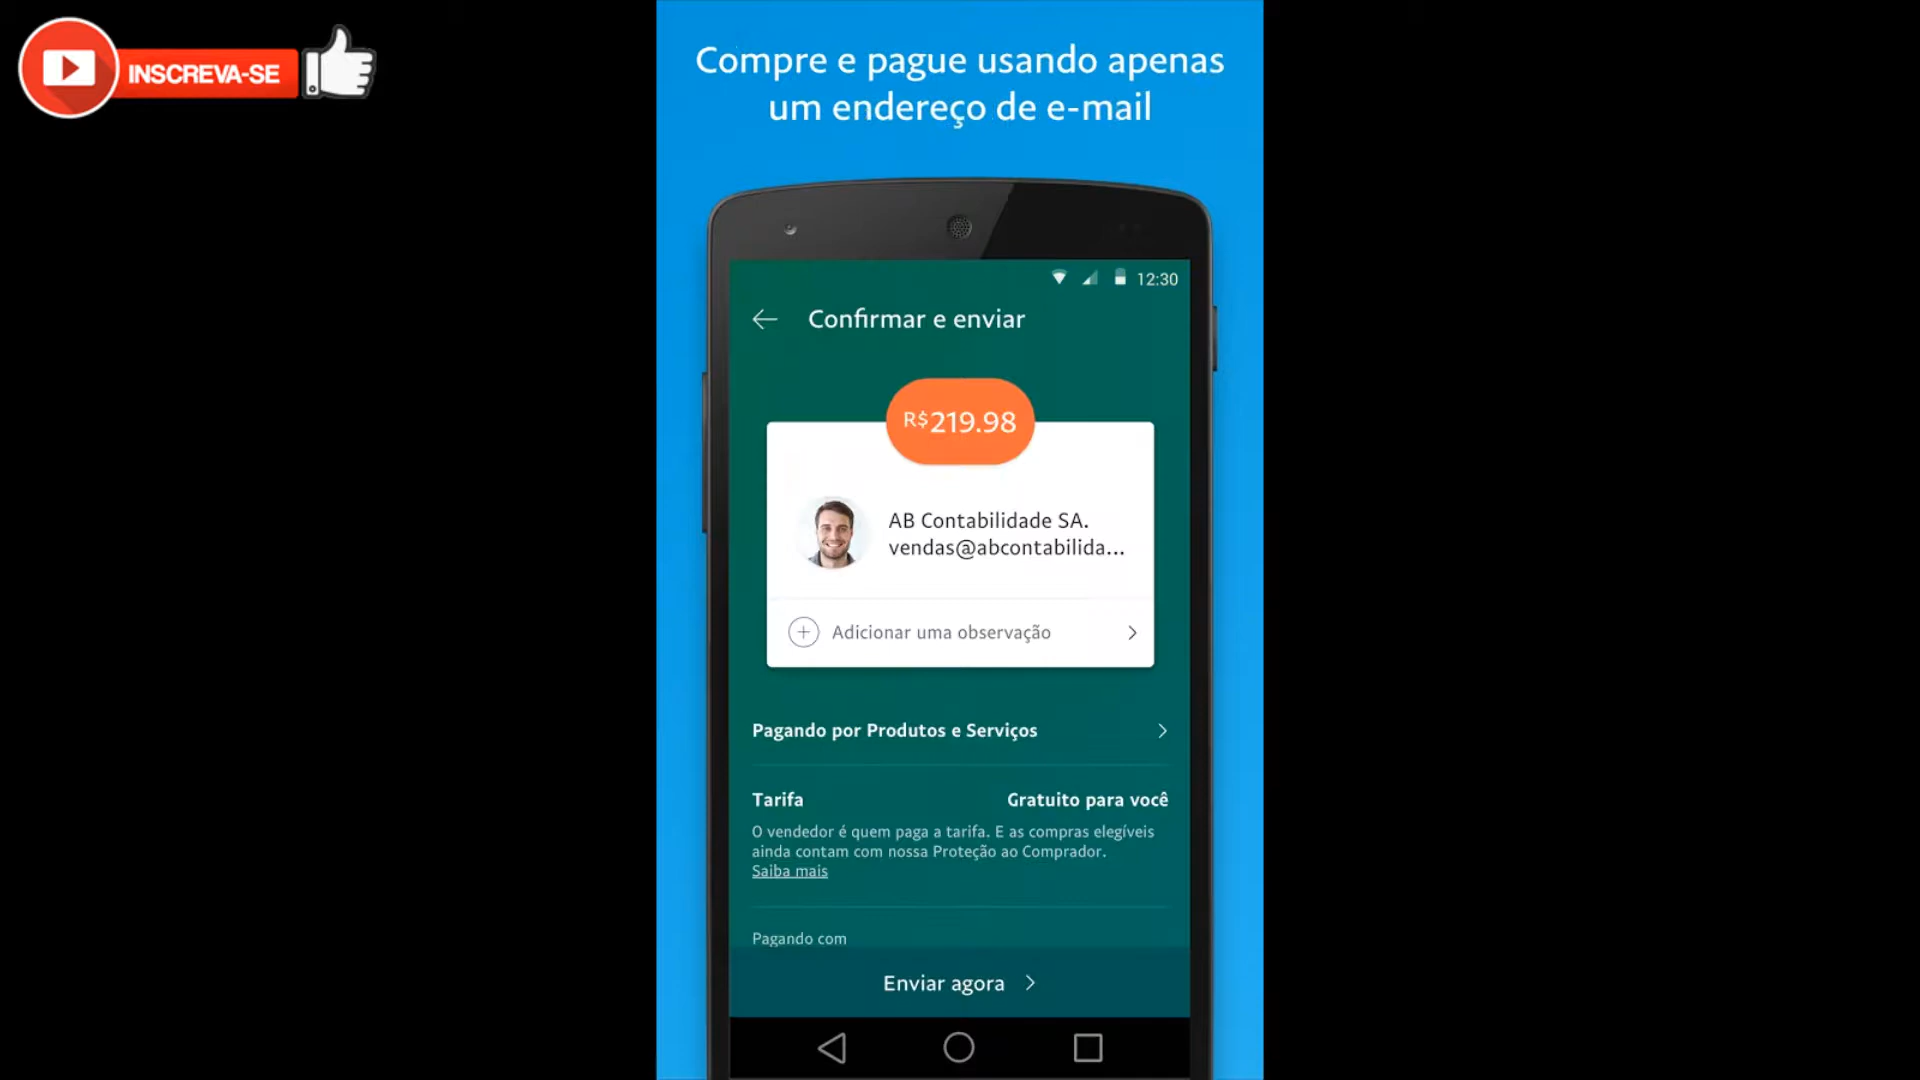 INSCREVA-SE
Compre e pague usando apenas
um endereço de e-mail
12:30
Confirmar e enviar
R$219.98
AB Contabilidade SA.
vendas@abcontabilida...
Adicionar uma observação
Pagando por Produtos e Serviços
Tarifa Gratuito para você
O vendedor é quem paga a tarifa. E as compras elegíveis
ainda contam com nossa Proteção ao Comprador.
Saiba mais
Pagando com
Enviar agora